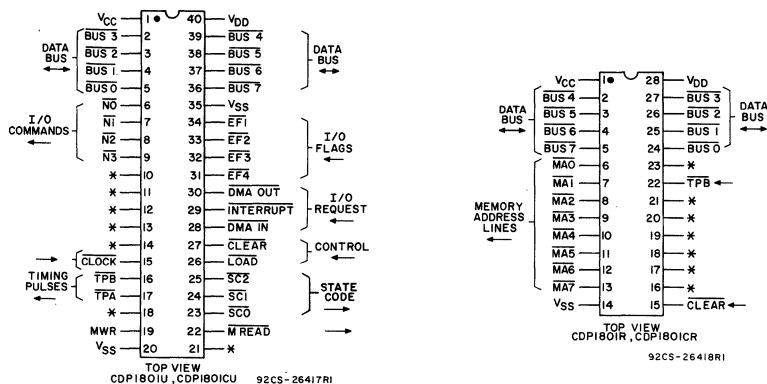 VCC 1 40 VDD
BUS 3 2 39 BUS 4
BUS 2 3 38 BUS 5
BUS 1 4 37 BUS 6
BUS 0 5 36 BUS 7
DATA BUS
DATA BUS
N0 6 35 VSS
N1 7 34 EF1
N2 8 33 EF2
N3 9 32 EF3
* 10 31 EF4
I/O COMMANDS
I/O FLAGS
* 11 30 DMA OUT
* 12 29 INTERRUPT
* 13 28 DMA IN
I/O REQUEST
* 14 27 CLEAR
CLOCK 15 26 LOAD
CONTROL
TPB 16 25 SC2
TPA 17 24 SC1
* 18 23 SC0
TIMING PULSES
STATE CODE
MWR 19 22 M READ
VSS 20 21 *
TOP VIEW
CDP1801U, CDP1801CU 92CS-26417R1
VCC 1 28 VDD
BUS 4 2 27 BUS 3
BUS 5 3 26 BUS 2
BUS 6 4 25 BUS 1
BUS 7 5 24 BUS 0
DATA BUS
DATA BUS
MA0 6 23 *
MA1 7 22 TPB
MA2 8 21 *
MA3 9 20 *
MA4 10 19 *
MA5 11 18 *
MA6 12 17 *
MA7 13 16 *
MEMORY ADDRESS LINES
VSS 14 15 CLEAR
TOP VIEW
CDP1801R, CDP1801CR
92CS-26418R1